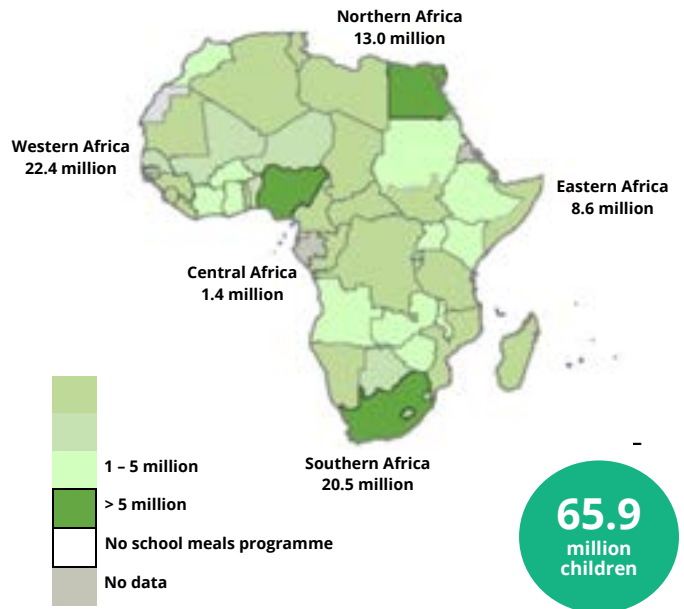 Northern Africa
13.0 million
Western Africa
22.4 million
Eastern Africa
8.6 million
Central Africa
1.4 million
Southern Africa
20.5 million
1 – 5 million
> 5 million
No school meals programme
No data
–
65.9
million
children